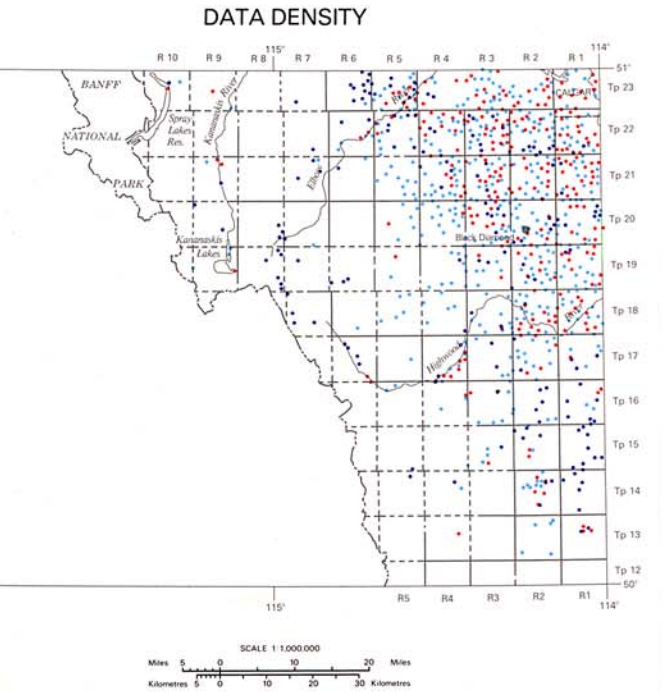 DATA DENSITY
115° 114°
R 10 R 9 R 8 R 7 R 6 R 5 R 4 R 3 R 2 R 1
51°
BANFF
Kananaskis River
CALGARY
Tp 23
NATIONAL
Spray
Lakes
Res.
Tp 22
PARK
Elbow
River
Tp 21
Tp 20
Kananaskis
Lakes
Black Diamond
Tp 19
River
Tp 18
Highwood
Tp 17
Tp 16
Tp 15
Tp 14
Tp 13
Tp 12
50°
115° R5 R4 R3 R2 R1 114°
SCALE 1:1,000,000
Miles 5 0 10 20 Miles
Kilometres 5 0 10 20 30 Kilometres